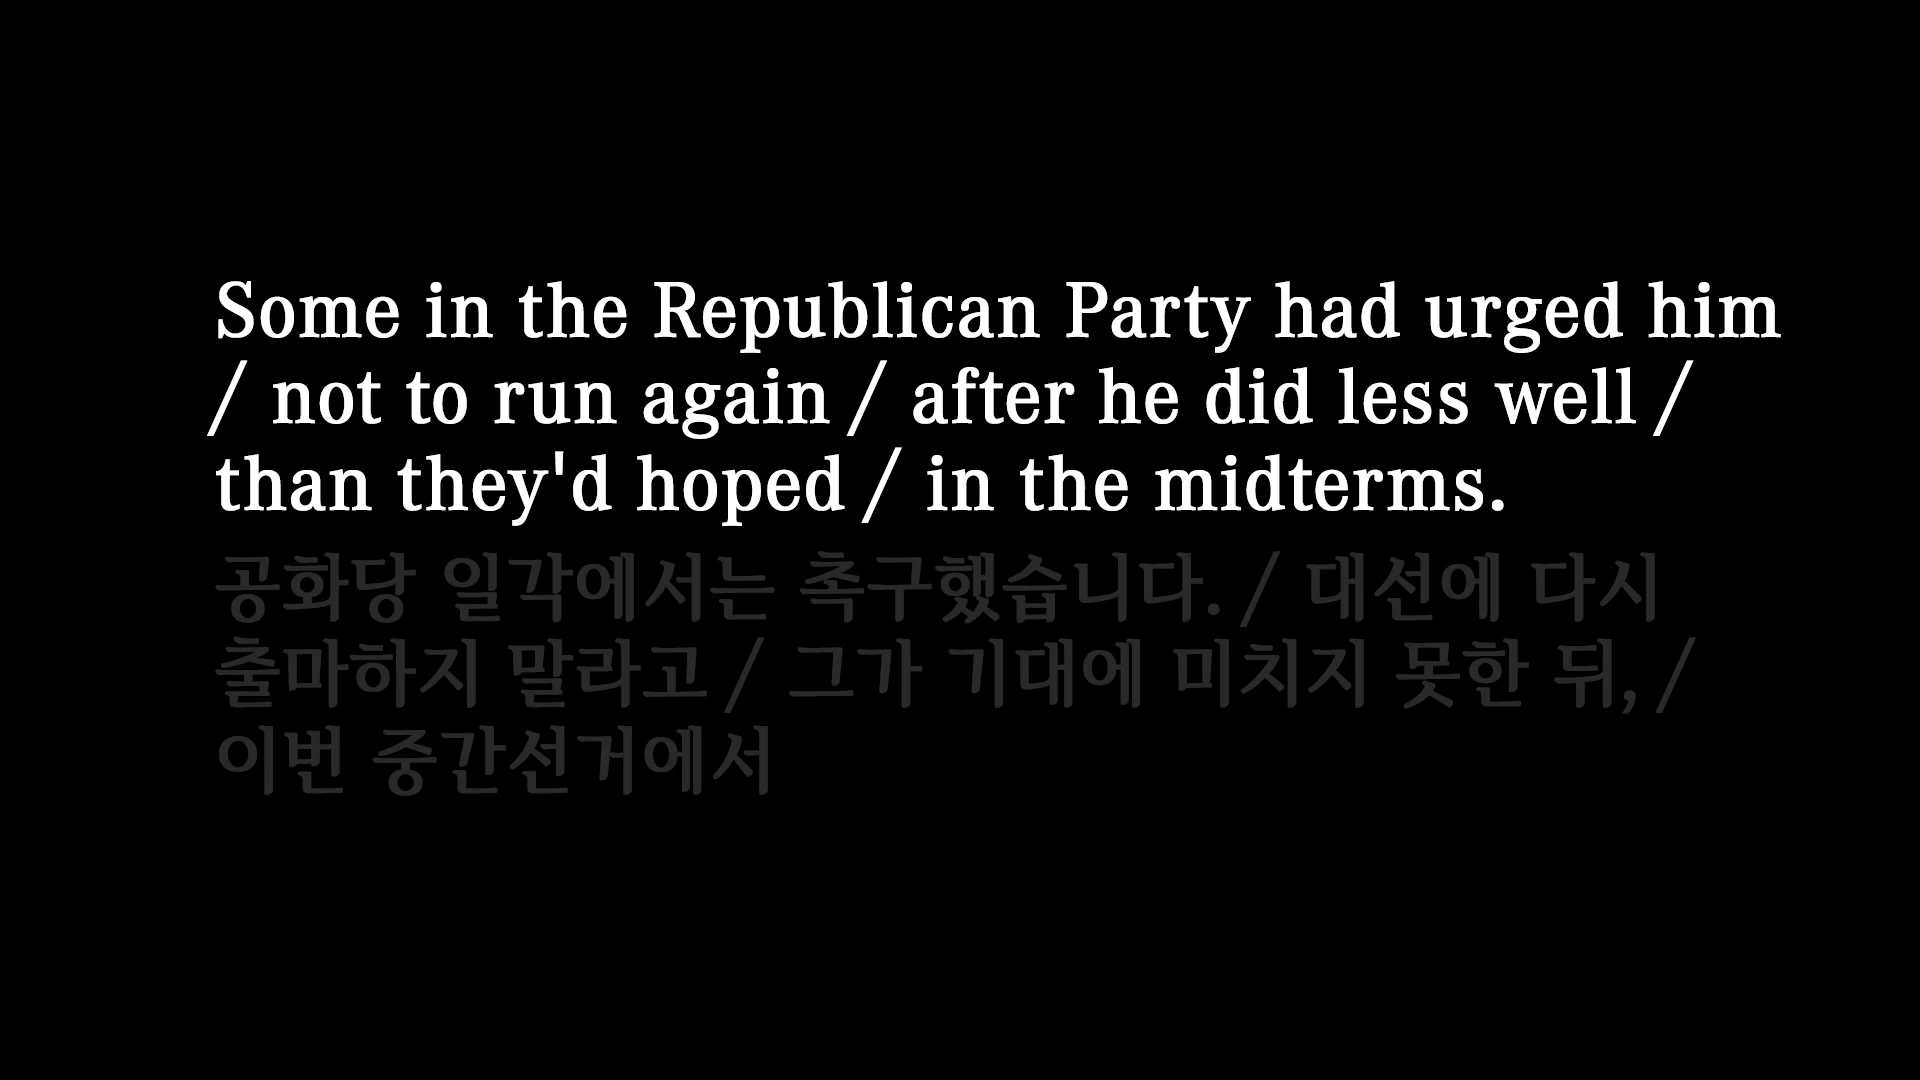 Some in the Republican Party had urged him
/ not to run again / after he did less well /
than they'd hoped / in the midterms.
공화당 일각에서는 촉구했습니다. / 대선에 다시
출마하지 말라고 / 그가 기대에 미치지 못한 뒤, /
이번 중간선거에서